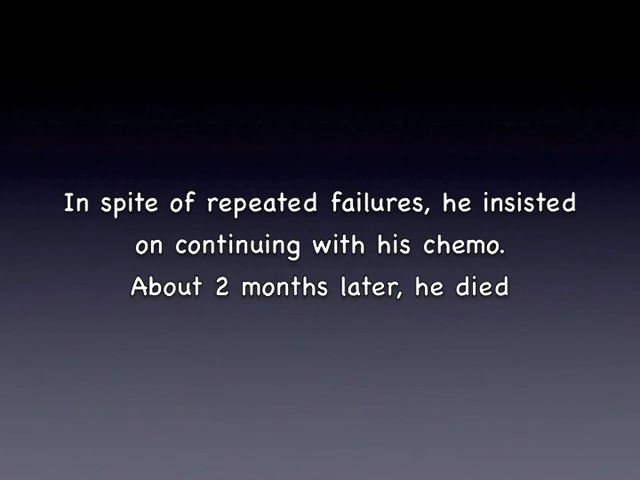 In spite of repeated failures, he insisted
on continuing with his chemo.
About 2 months later, he died